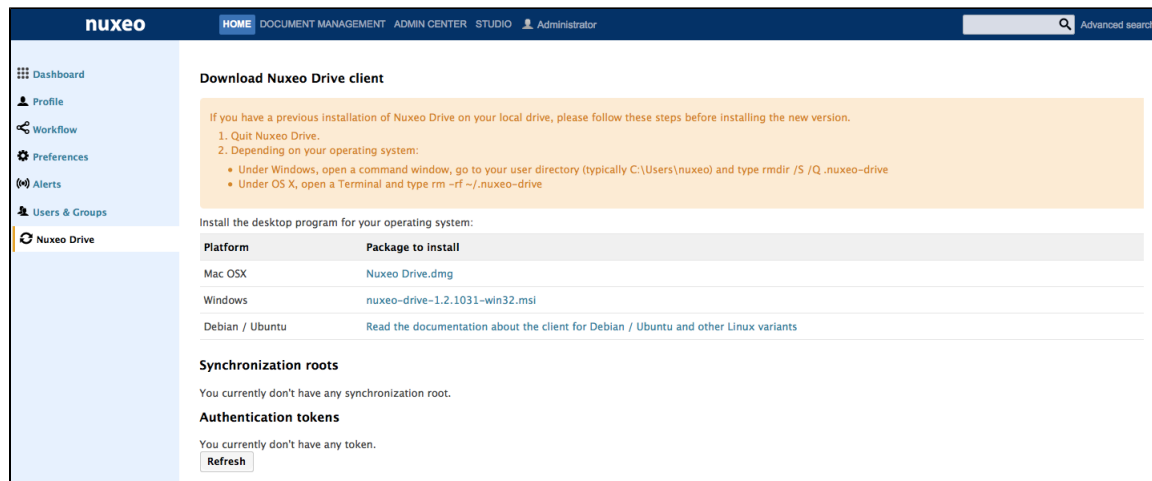 nuxeo
HOME DOCUMENT MANAGEMENT ADMIN CENTER STUDIO Administrator
Advanced search
Dashboard
Profile
Workflow
Preferences
Alerts
Users & Groups
Nuxeo Drive
Download Nuxeo Drive client
If you have a previous installation of Nuxeo Drive on your local drive, please follow these steps before installing the new version.
1. Quit Nuxeo Drive.
2. Depending on your operating system:
• Under Windows, open a command window, go to your user directory (typically C:\Users\nuxeo) and type rmdir /S /Q .nuxeo-drive
• Under OS X, open a Terminal and type rm -rf ~/.nuxeo-drive
Install the desktop program for your operating system:
Platform Package to install
Mac OSX Nuxeo Drive.dmg
Windows nuxeo-drive-1.2.1031-win32.msi
Debian / Ubuntu Read the documentation about the client for Debian / Ubuntu and other Linux variants
Synchronization roots
You currently don't have any synchronization root.
Authentication tokens
You currently don't have any token.
Refresh